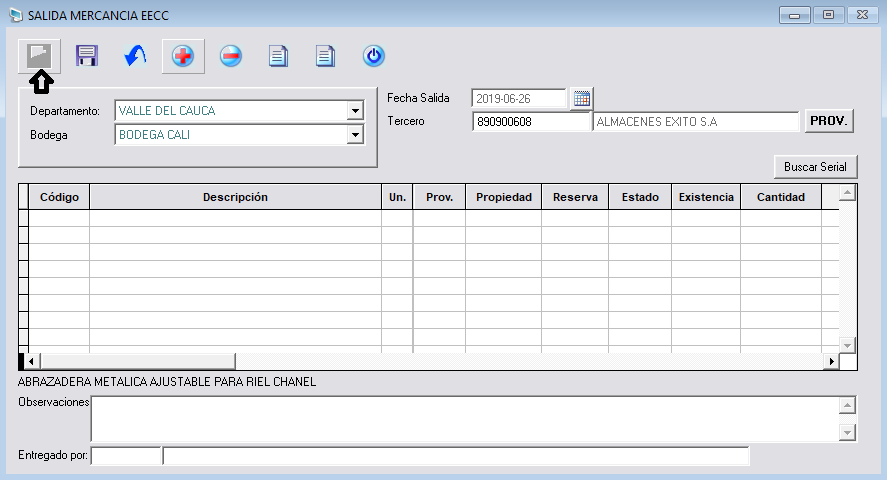 SALIDA MERCANCIA EECC
Departamento: VALLE DEL CAUCA
Bodega BODEGA CALI
Fecha Salida 2019-06-26
Tercero 890900608 ALMACENES EXITO S.A PROV.
Buscar Serial
Código Descripción Un. Prov. Propiedad Reserva Estado Existencia Cantidad
ABRAZADERA METALICA AJUSTABLE PARA RIEL CHANEL
Observaciones
Entregado por: